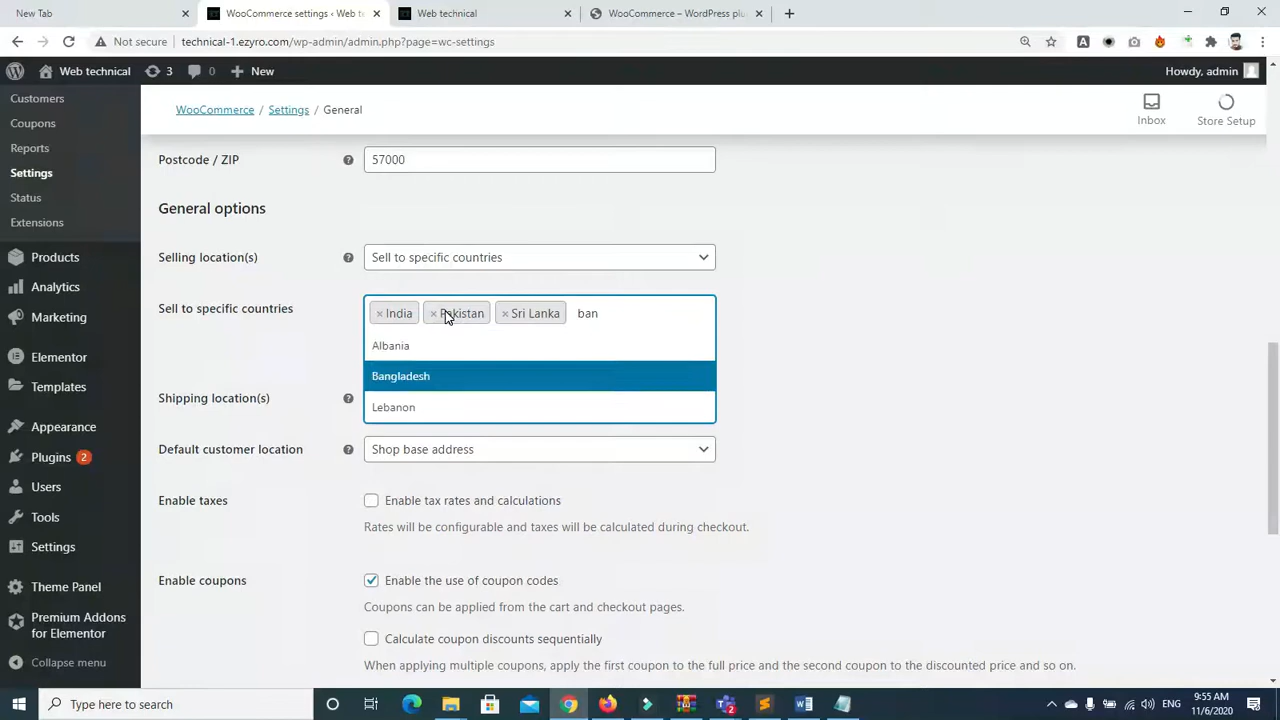 New Tab
WooCommerce settings ‹ Web te
Web technical
WooCommerce – WordPress plu
Not secure
technical-1.ezyro.com/wp-admin/admin.php?page=wc-settings
Web technical
3
0
New
Howdy, admin
Customers
Coupons
Reports
Settings
Status
Extensions
Products
Analytics
Marketing
Elementor
Templates
Appearance
Plugins 2
Users
Tools
Settings
Theme Panel
Premium Addons
for Elementor
Collapse menu
WooCommerce / Settings / General
Inbox
Store Setup
Postcode / ZIP
57000
General options
Selling location(s)
Sell to specific countries
Sell to specific countries
× India × Pakistan × Sri Lanka ban
Albania
Bangladesh
Lebanon
Shipping location(s)
Default customer location
Shop base address
Enable taxes
Enable tax rates and calculations
Rates will be configurable and taxes will be calculated during checkout.
Enable coupons
Enable the use of coupon codes
Coupons can be applied from the cart and checkout pages.
Calculate coupon discounts sequentially
When applying multiple coupons, apply the first coupon to the full price and the second coupon to the discounted price and so on.
Type here to search
9:55 AM
11/6/2020